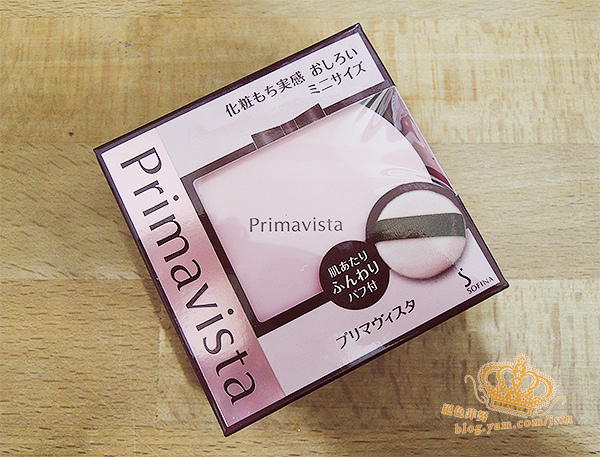 化粧もち実感 おしろい
ミニサイズ
Primavista
Primavista
肌あたり
ふんわり
パフ付
プリマヴィスタ
SOFINA
blog.yam.com/jsin